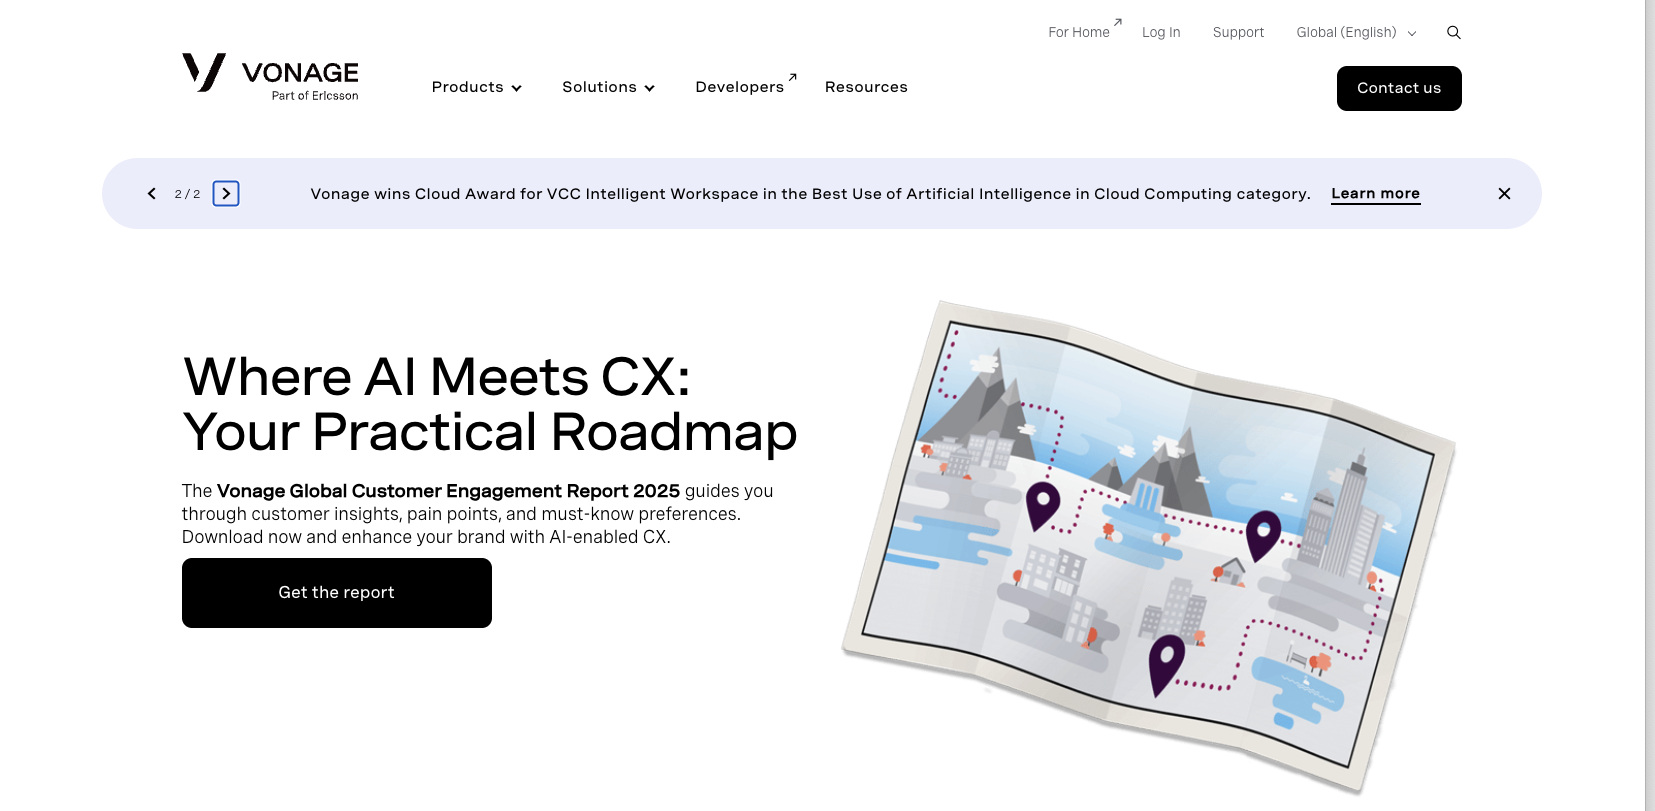 For Home
Log In
Support
Global (English)
VONAGE
Part of Ericsson
Products
Solutions
Developers
Resources
Contact us
2 / 2
Vonage wins Cloud Award for VCC Intelligent Workspace in the Best Use of Artificial Intelligence in Cloud Computing category.
Learn more
Where AI Meets CX:
Your Practical Roadmap
The Vonage Global Customer Engagement Report 2025 guides you
through customer insights, pain points, and must-know preferences.
Download now and enhance your brand with AI-enabled CX.
Get the report